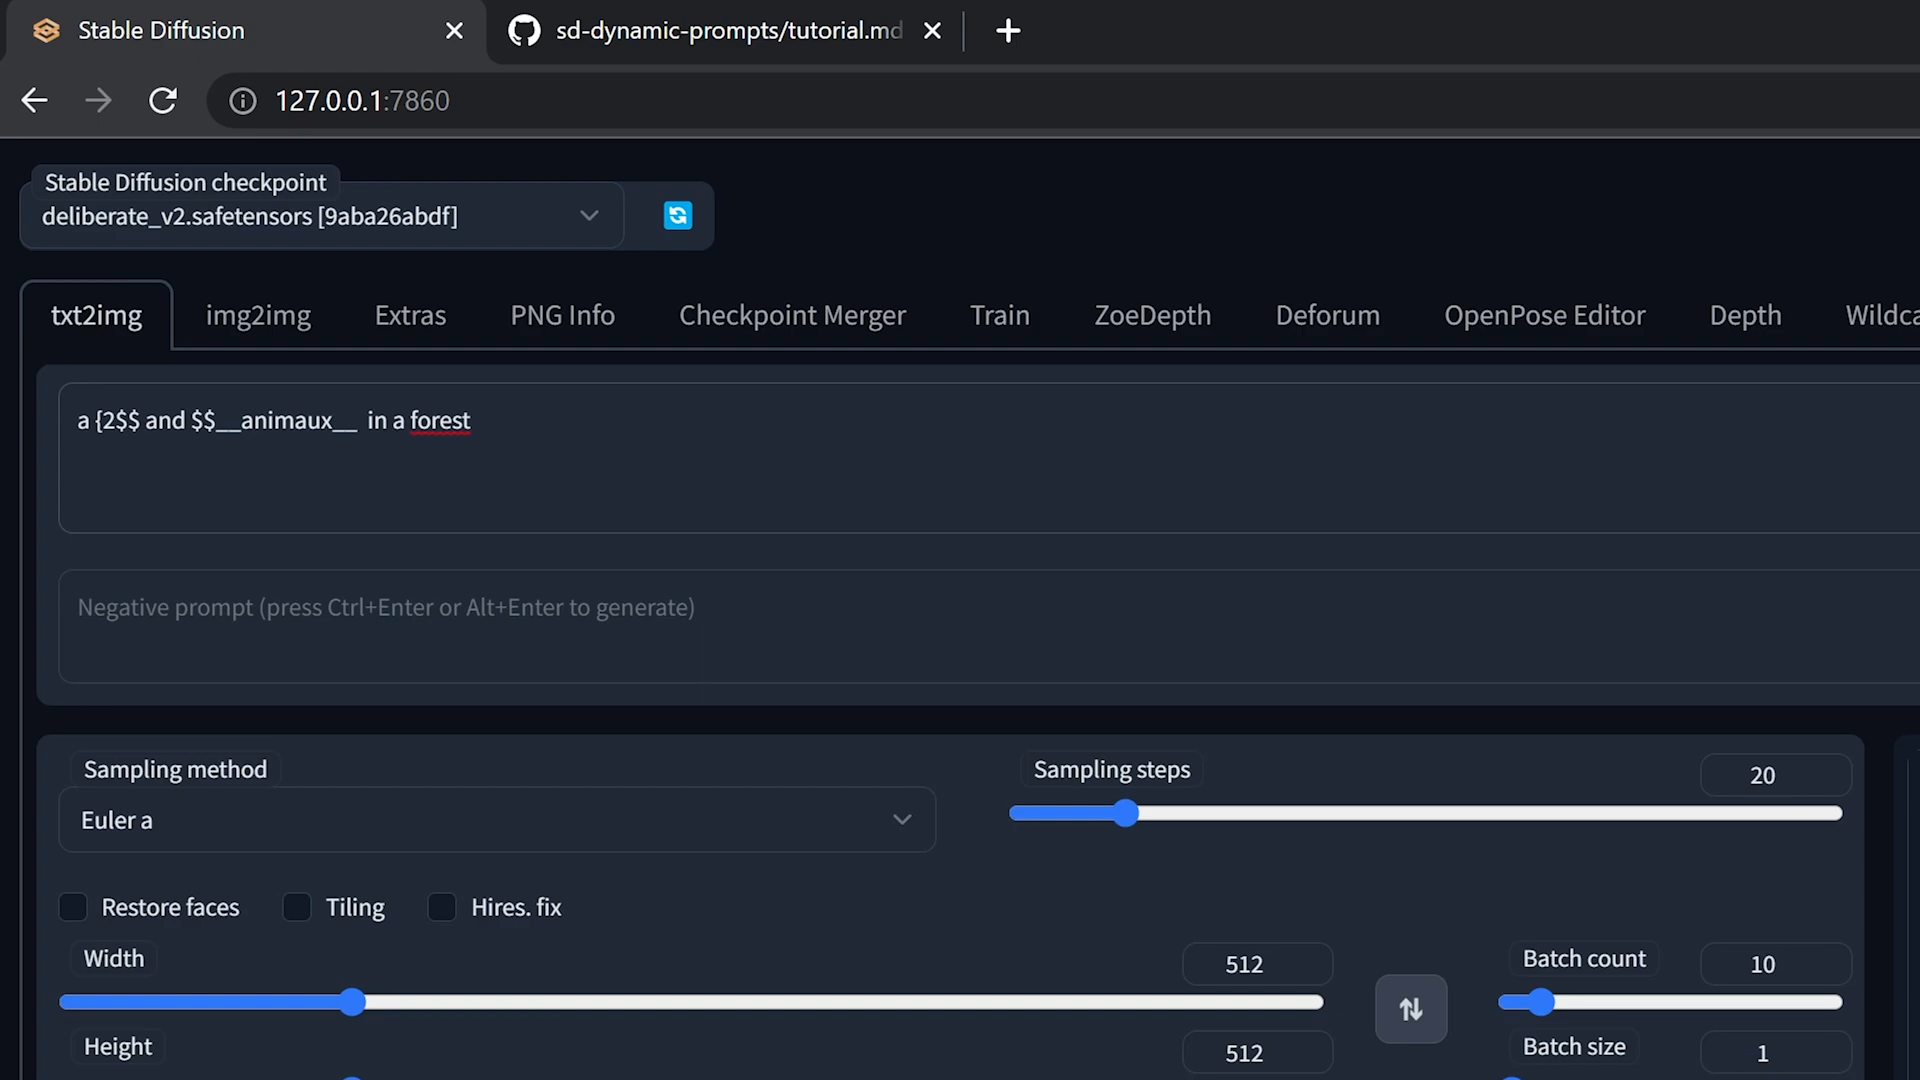 Stable Diffusion
sd-dynamic-prompts/tutorial.md
127.0.0.1:7860
Stable Diffusion checkpoint
deliberate_v2.safetensors [9aba26abdf]
txt2img
img2img
Extras
PNG Info
Checkpoint Merger
Train
ZoeDepth
Deforum
OpenPose Editor
Depth
Wildca
a {2$$ and $$__animaux__  in a forest
Negative prompt (press Ctrl+Enter or Alt+Enter to generate)
Sampling method
Sampling steps
20
Euler a
Restore faces
Tiling
Hires. fix
Width
512
Batch count
10
Height
512
Batch size
1